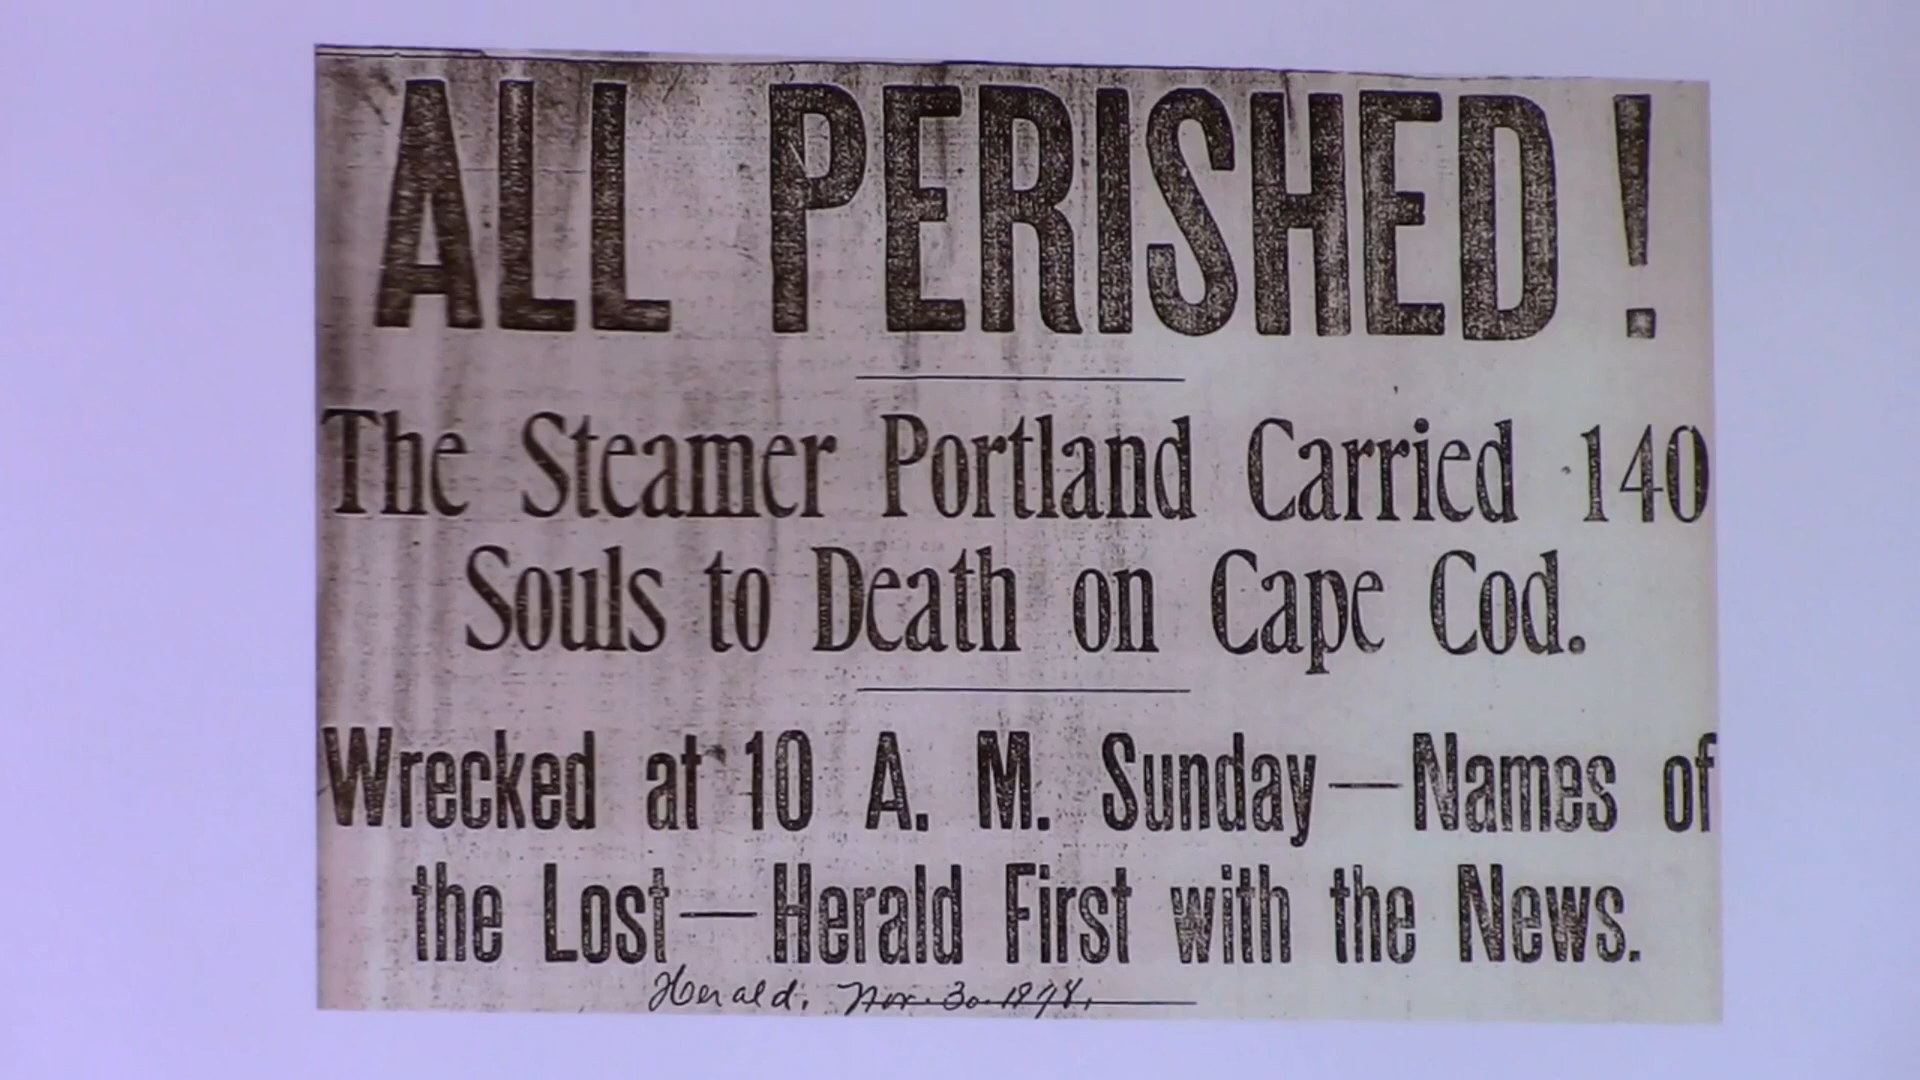 ALL PERISHED!
The Steamer Portland Carried 140
Souls to Death on Cape Cod.
Wrecked at 10 A. M. Sunday—Names of
the Lost—Herald First with the News.
Herald. Nov. 30. 1898.